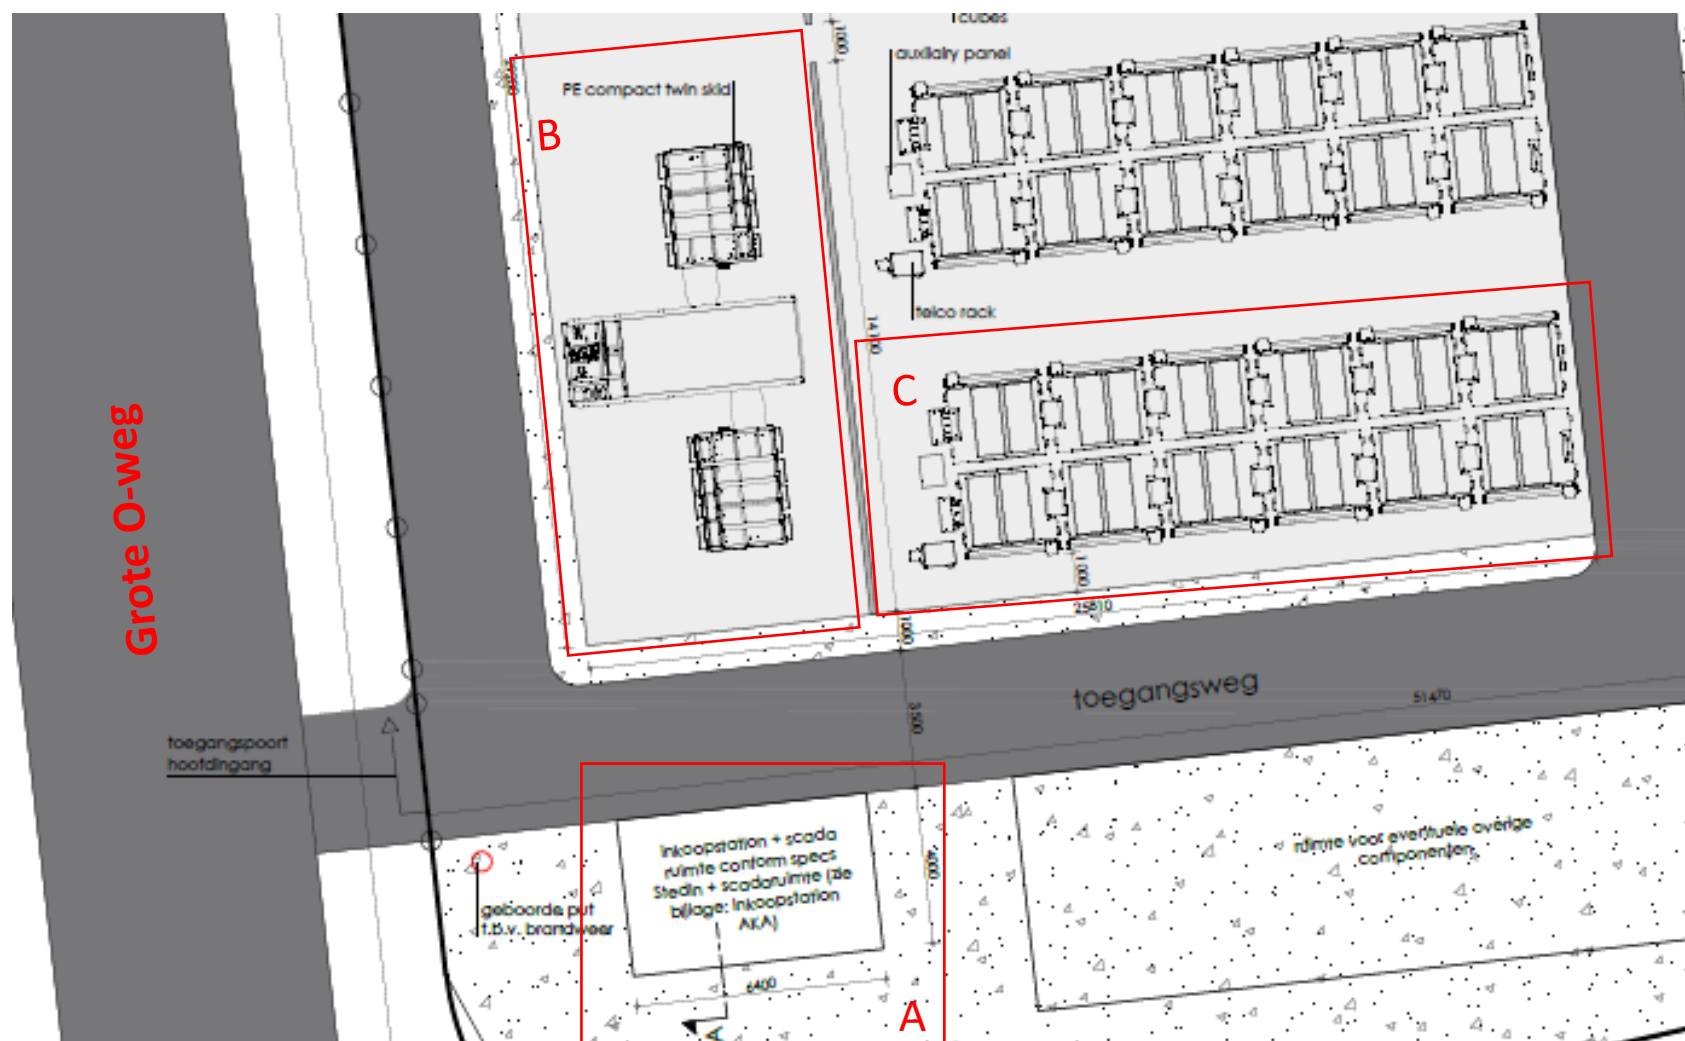 cubes
auxiliary panel
1000
PE compact twin skid
B
telco rack
14100
C
Grote O-weg
1000
25810
1000
toegangsweg
51470
3500
toegangspoort
hoofdingang
inkoopstation + scada
ruimte conform specs
Stedin + scadaruimte (zie
bijlage: inkoopstation
AKA)
4000
ruimte voor eventuele overige
componenten
geboorde put
t.b.v. brandweer
6400
A
A